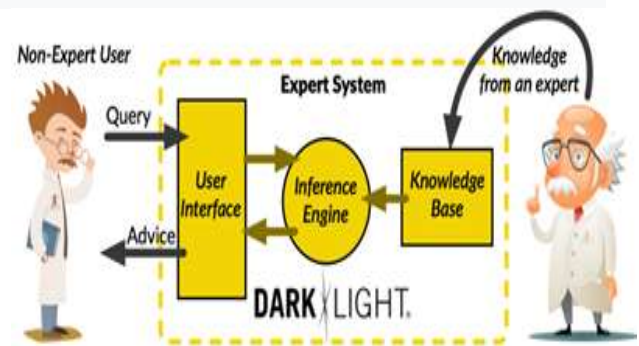 Non-Expert User
Knowledge
from an expert
Expert System
Query
User
Interface
Inference
Engine
Knowledge
Base
Advice
DARK LIGHT.